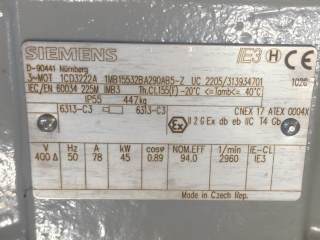 SIEMENS IE3 H Ex
D-90441 Nürnberg
3~MOT 1CD3222A 1MB15532BA290AB5-Z UC 2205/313934701
IEC/EN 60034 225M IMB3 Th.Cl.155(F) -20°C <=Tamb<= 40°C
IP55 447kg
6313-C3 6313-C3 CNEX 17 ATEX 0004X
Ex II 2 G Ex db eb IIC T4 Gb
V Hz A kW cosφ NOM.EFF 1/min IE-CL
400 Δ 50 78 45 0.89 94.0 2960 IE3
Made in Czech Rep.